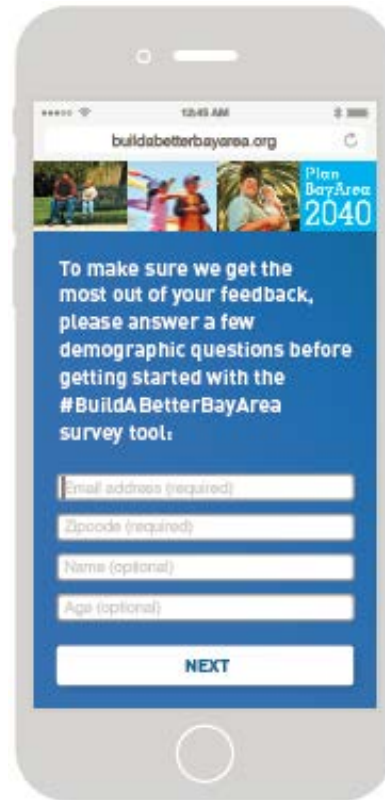 12:45 AM
buildabetterbayarea.org
Plan
BayArea
2040
To make sure we get the
most out of your feedback,
please answer a few
demographic questions before
getting started with the
#BuildABetterBayArea
survey tool:
Email address (required)
Zipcode (required)
Name (optional)
Age (optional)
NEXT